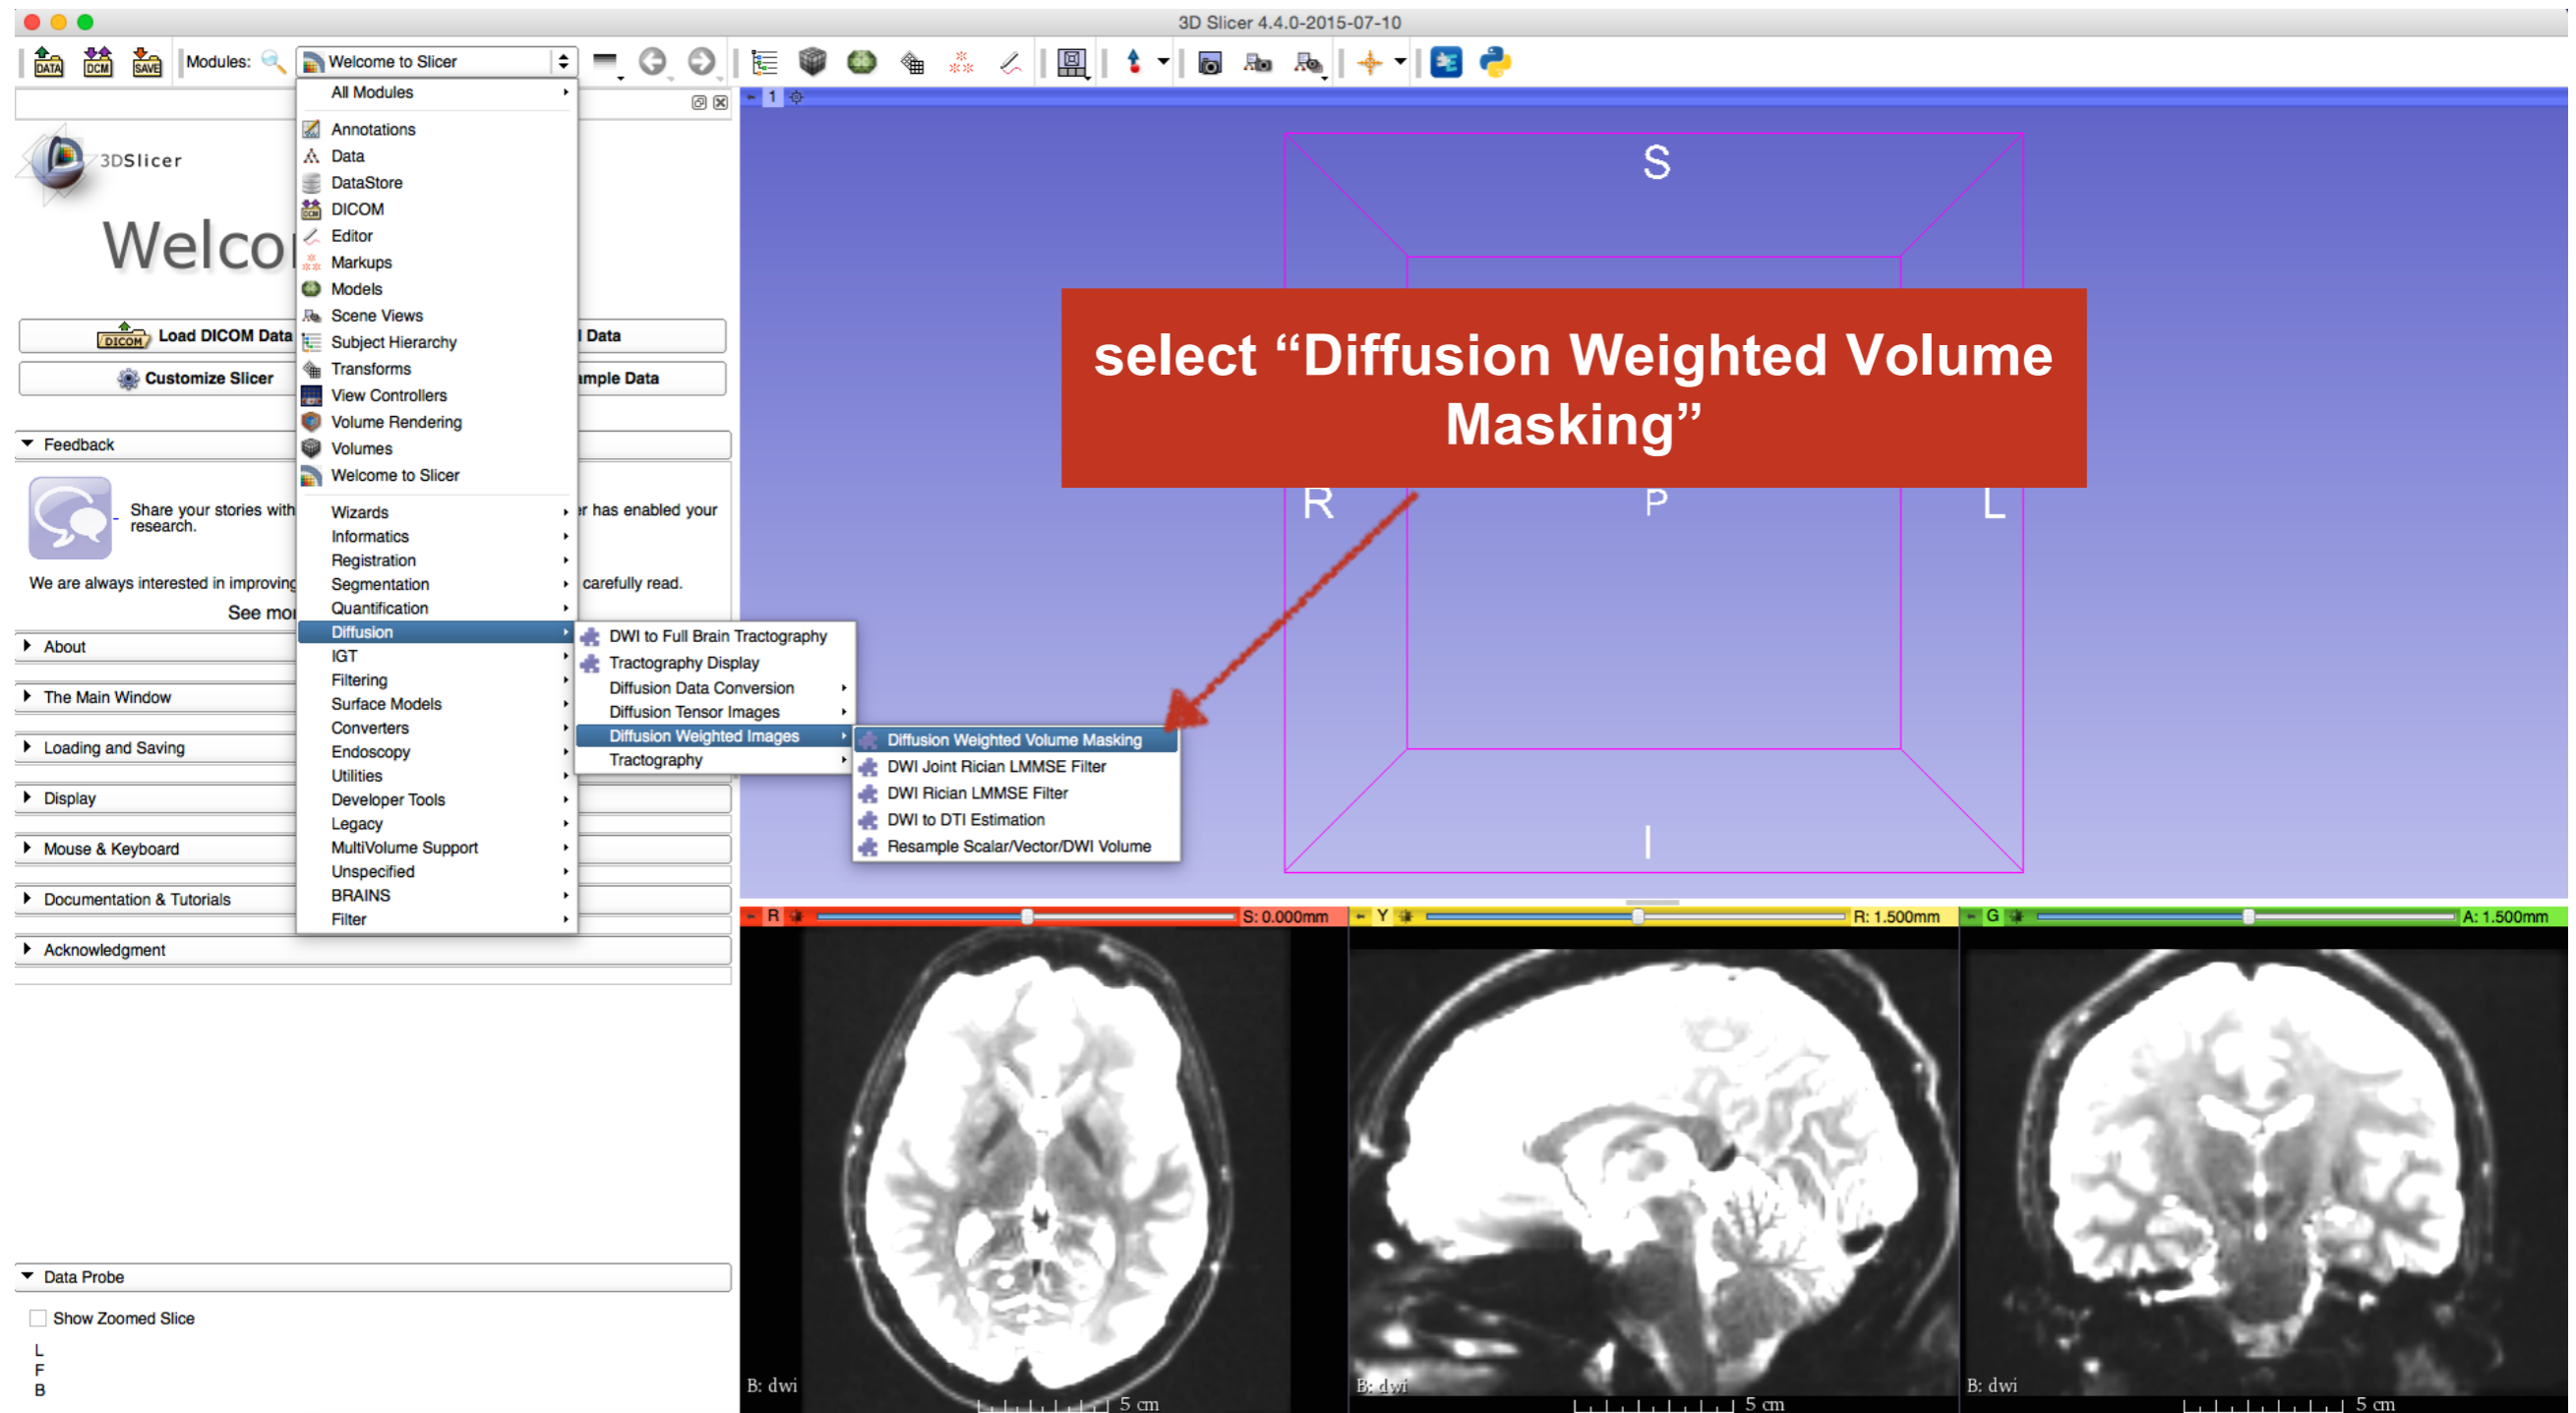 3D Slicer 4.4.0-2015-07-10
DATA
DCM
SAVE
Modules:
Welcome to Slicer
All Modules
Annotations
Data
DataStore
DICOM
Editor
Markups
Models
Scene Views
Subject Hierarchy
Transforms
View Controllers
Volume Rendering
Volumes
Welcome to Slicer
Wizards
Informatics
Registration
Segmentation
Quantification
Diffusion
IGT
Filtering
Surface Models
Converters
Endoscopy
Utilities
Developer Tools
Legacy
MultiVolume Support
Unspecified
BRAINS
Filter
DWI to Full Brain Tractography
Tractography Display
Diffusion Data Conversion
Diffusion Tensor Images
Diffusion Weighted Images
Tractography
Diffusion Weighted Volume Masking
DWI Joint Rician LMMSE Filter
DWI Rician LMMSE Filter
DWI to DTI Estimation
Resample Scalar/Vector/DWI Volume
3DSlicer
Welco
DICOM
Load DICOM Data
l Data
Customize Slicer
mple Data
Feedback
Share your stories with
r has enabled your
research.
We are always interested in improving
carefully read.
See mo
About
The Main Window
Loading and Saving
Display
Mouse & Keyboard
Documentation & Tutorials
Acknowledgment
Data Probe
Show Zoomed Slice
L
F
B
1
S
select “Diffusion Weighted Volume
Masking”
R
P
L
I
R
S: 0.000mm
Y
R: 1.500mm
G
A: 1.500mm
B: dwi
5 cm
B: dwi
5 cm
B: dwi
5 cm